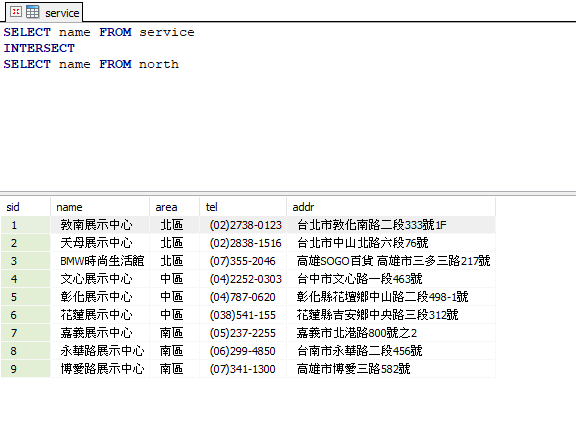 service
SELECT name FROM service
INTERSECT
SELECT name FROM north
sid name area tel addr
1 敦南展示中心 北區 (02)2738-0123 台北市敦化南路二段333號1F
2 天母展示中心 北區 (02)2838-1516 台北市中山北路六段76號
3 BMW時尚生活館 北區 (07)355-2046 高雄SOGO百貨 高雄市三多三路217號
4 文心展示中心 中區 (04)2252-0303 台中市文心路一段463號
5 彰化展示中心 中區 (04)787-0620 彰化縣花壇鄉中山路二段498-1號
6 花蓮展示中心 中區 (038)541-155 花蓮縣吉安鄉中央路三段312號
7 嘉義展示中心 南區 (05)237-2255 嘉義市北港路800號之2
8 永華路展示中心 南區 (06)299-4850 台南市永華路二段456號
9 博愛路展示中心 南區 (07)341-1300 高雄市博愛三路582號